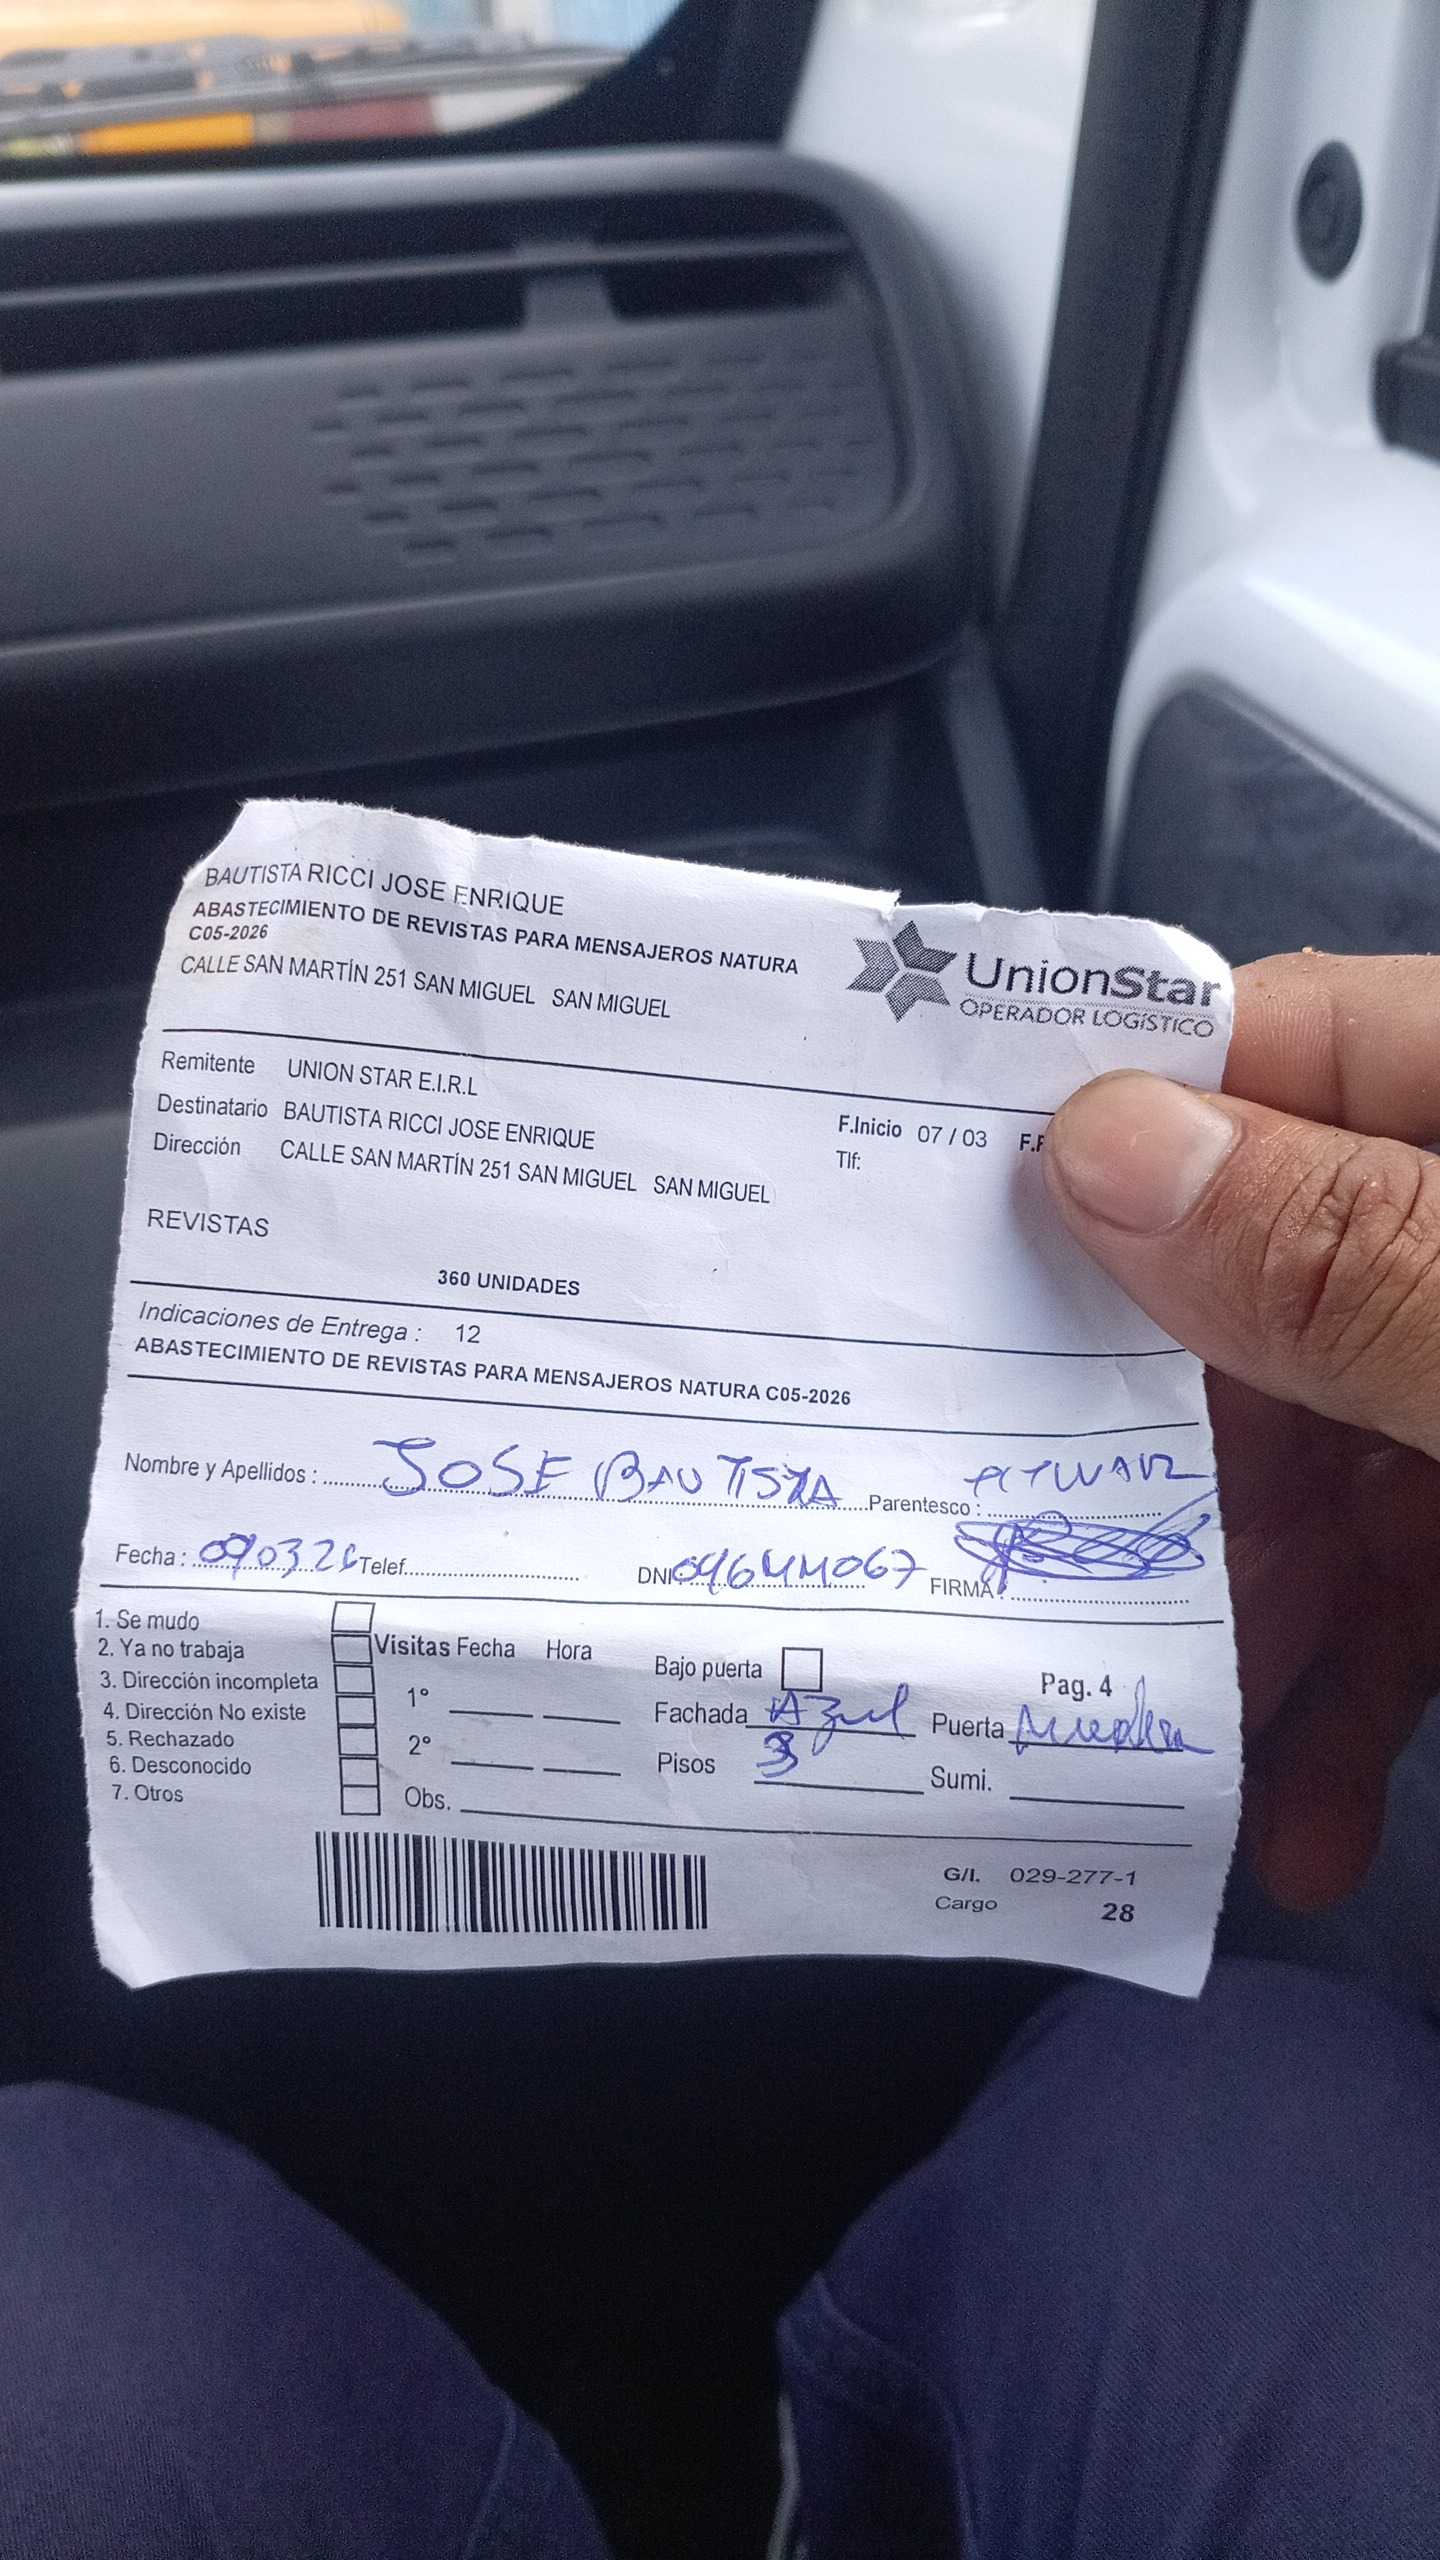 BAUTISTA RICCI JOSE ENRIQUE
ABASTECIMIENTO DE REVISTAS PARA MENSAJEROS NATURA
C05-2026
CALLE SAN MARTÍN 251 SAN MIGUEL SAN MIGUEL
UnionStar
OPERADOR LOGÍSTICO
Remitente UNION STAR E.I.R.L
Destinatario BAUTISTA RICCI JOSE ENRIQUE
Dirección CALLE SAN MARTÍN 251 SAN MIGUEL SAN MIGUEL
F.Inicio 07 / 03
Tlf:
REVISTAS
360 UNIDADES
Indicaciones de Entrega : 12
ABASTECIMIENTO DE REVISTAS PARA MENSAJEROS NATURA C05-2026
Nombre y Apellidos : JOSE BAUTISTA Parentesco :
Fecha : 090326 Telef. DNI FIRMA :
1. Se mudo
2. Ya no trabaja
3. Dirección incompleta
4. Dirección No existe
5. Rechazado
6. Desconocido
7. Otros
Visitas Fecha Hora
1°
2°
Obs.
Bajo puerta
Fachada Azul
Pisos 3
Pag. 4
Puerta madera
Sumi.
G/I. 029-277-1
Cargo 28